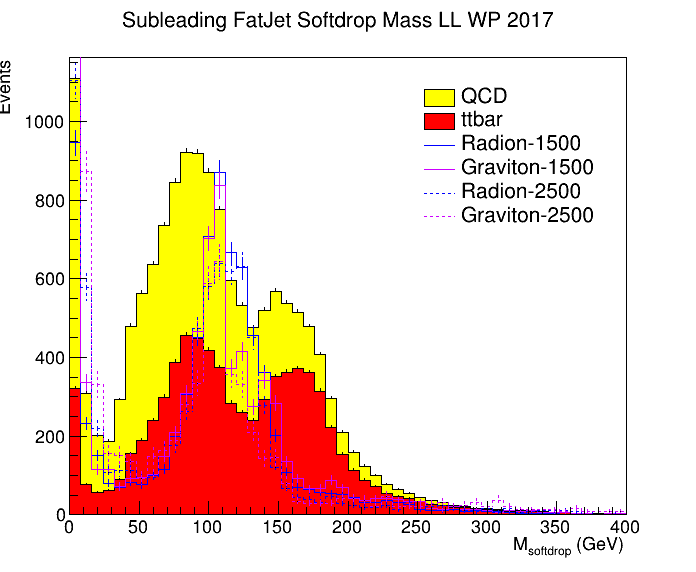 Subleading FatJet Softdrop Mass LL WP 2017
Events
1000
800
600
400
200
0
QCD
ttbar
Radion-1500
Graviton-1500
Radion-2500
Graviton-2500
0 50 100 150 200 250 300 350 400
Msoftdrop (GeV)